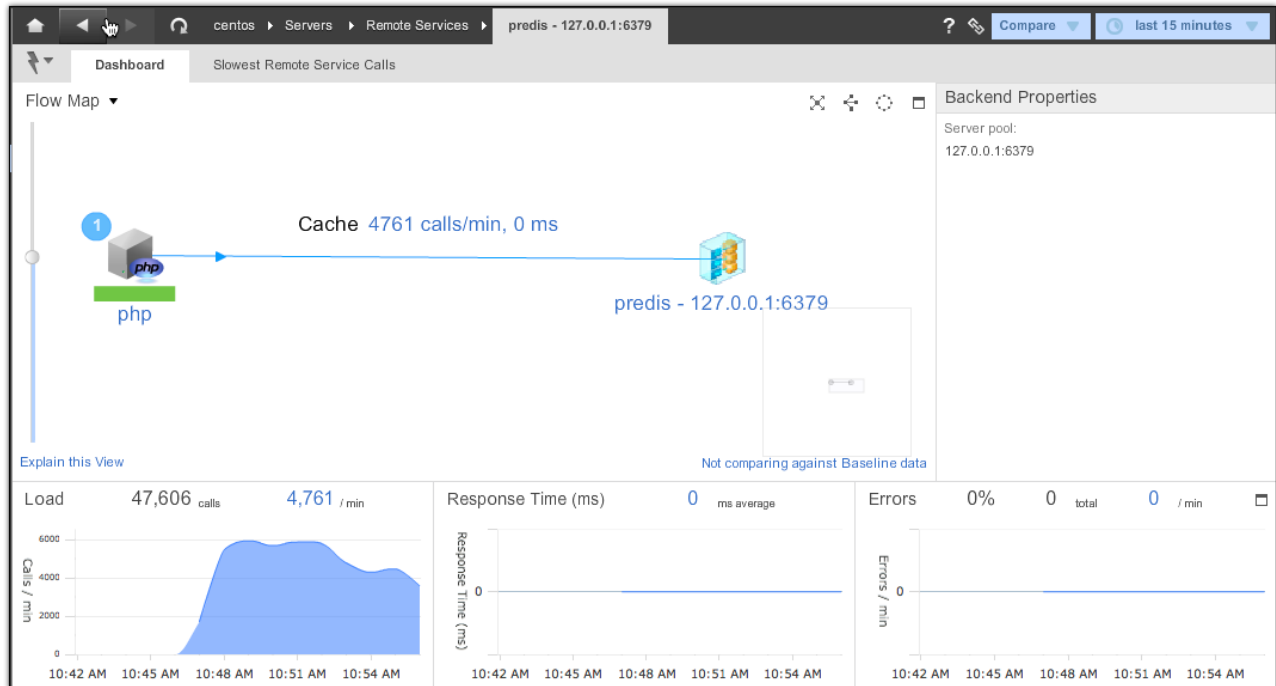 centos Servers Remote Services predis - 127.0.0.1:6379 ? Compare last 15 minutes
Dashboard Slowest Remote Service Calls
Flow Map
Backend Properties
Server pool:
127.0.0.1:6379
1
Cache 4761 calls/min, 0 ms
php
php
predis - 127.0.0.1:6379
Explain this View
Not comparing against Baseline data
Load 47,606 calls 4,761 / min
Calls / min
6000
4000
2000
0
10:42 AM 10:45 AM 10:48 AM 10:51 AM 10:54 AM
Response Time (ms) 0 ms average
Response Time (ms)
0
10:42 AM 10:45 AM 10:48 AM 10:51 AM 10:54 AM
Errors 0% 0 total 0 / min
Errors / min
0
10:42 AM 10:45 AM 10:48 AM 10:51 AM 10:54 AM